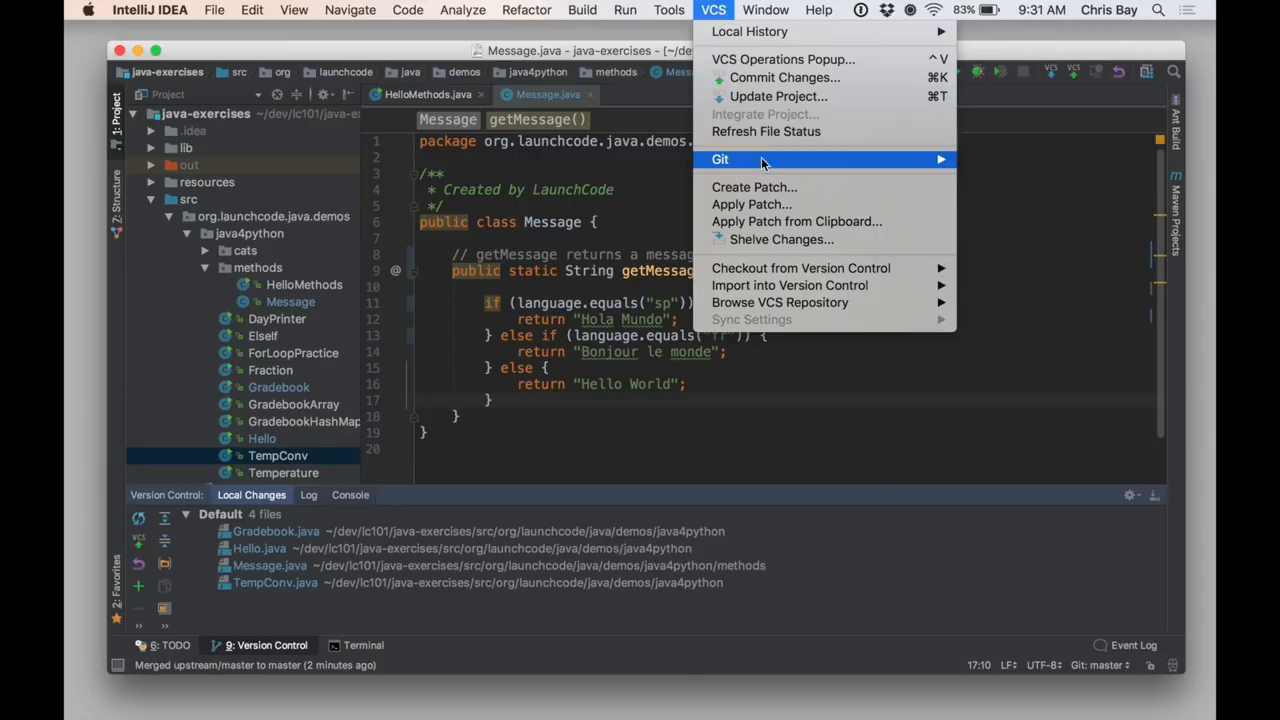 IntelliJ IDEA File Edit View Navigate Code Analyze Refactor Build Run Tools VCS Window Help 83% 9:31 AM Chris Bay
Local History
VCS Operations Popup... ^V
Commit Changes... ⌘K
Update Project... ⌘T
Integrate Project...
Refresh File Status
Git
Create Patch...
Apply Patch...
Apply Patch from Clipboard...
Shelve Changes...
Checkout from Version Control
Import into Version Control
Browse VCS Repository
Sync Settings
Message.java - java-exercises - [~/dev
java-exercises src org launchcode java demos java4python methods Mess
Project HelloMethods.java Message.java
1: Project
Z: Structure
2: Favorites
java-exercises ~/dev/lc101/java-exer
.idea
lib
out
resources
src
org.launchcode.java.demos
java4python
cats
methods
HelloMethods
Message
DayPrinter
ElseIf
ForLoopPractice
Fraction
Gradebook
GradebookArray
GradebookHashMap
Hello
TempConv
Temperature
Message getMessage()
1 package org.launchcode.java.demos.
2
3 /**
4 * Created by LaunchCode
5 */
6 public class Message {
7
8 // getMessage returns a messag
9 @ public static String getMessag
10
11 if (language.equals("sp"))
12 return "Hola Mundo";
13 } else if (language.equals("fr")) {
14 return "Bonjour le monde";
15 } else {
16 return "Hello World";
17 }
18 }
19 }
20
Ant Build
m Maven Projects
Version Control: Local Changes Log Console
Default 4 files
Gradebook.java ~/dev/lc101/java-exercises/src/org/launchcode/java/demos/java4python
Hello.java ~/dev/lc101/java-exercises/src/org/launchcode/java/demos/java4python
Message.java ~/dev/lc101/java-exercises/src/org/launchcode/java/demos/java4python/methods
TempConv.java ~/dev/lc101/java-exercises/src/org/launchcode/java/demos/java4python
VCS VCS
VCS
6: TODO 9: Version Control Terminal Event Log
Merged upstream/master to master (2 minutes ago) 17:10 LF÷ UTF-8÷ Git: master÷